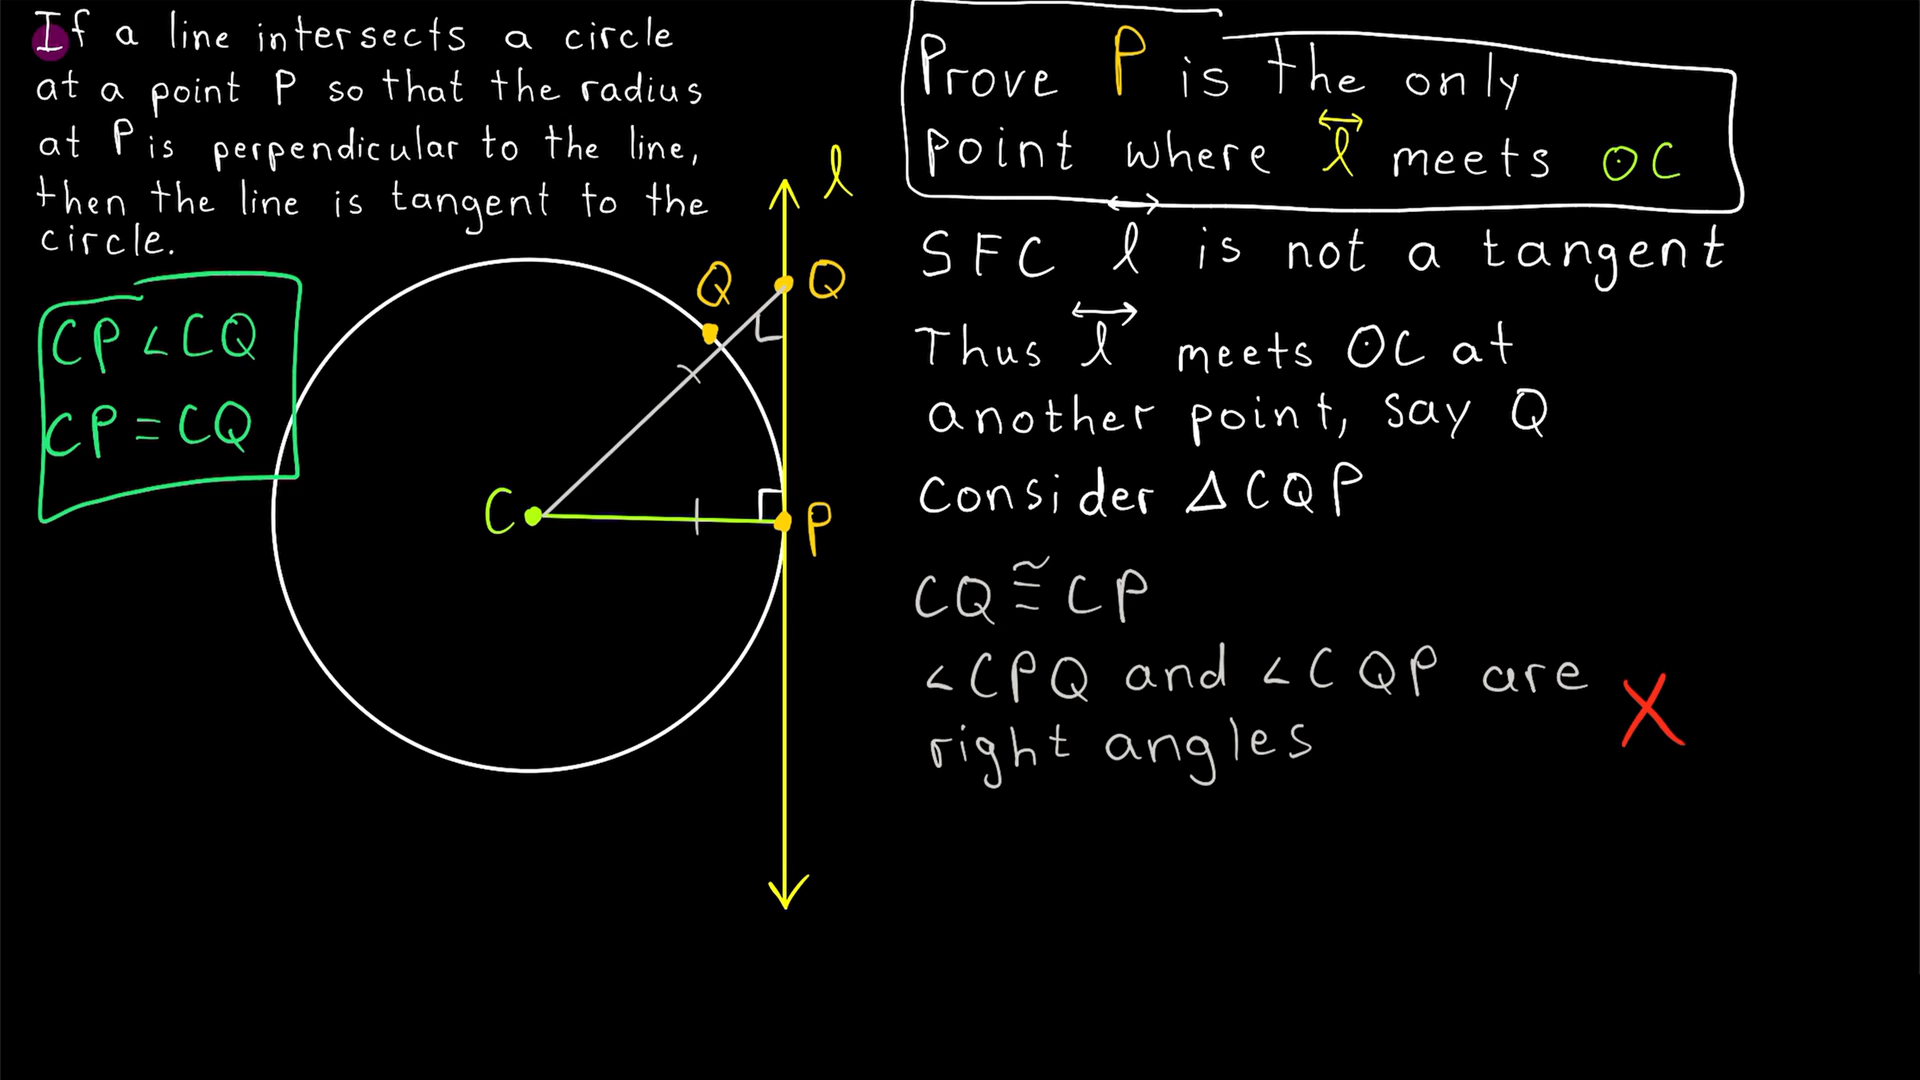 If a line intersects a circle
at a point P so that the radius
at P is perpendicular to the line,
then the line is tangent to the
circle.
CP < CQ
CP = CQ
Q
Q
l
C
P
Prove P is the only
point where l meets ⊙C
SFC l is not a tangent
Thus l meets ⊙C at
another point, say Q
Consider △CQP
CQ ≅ CP
∠CPQ and ∠CQP are
right angles
X